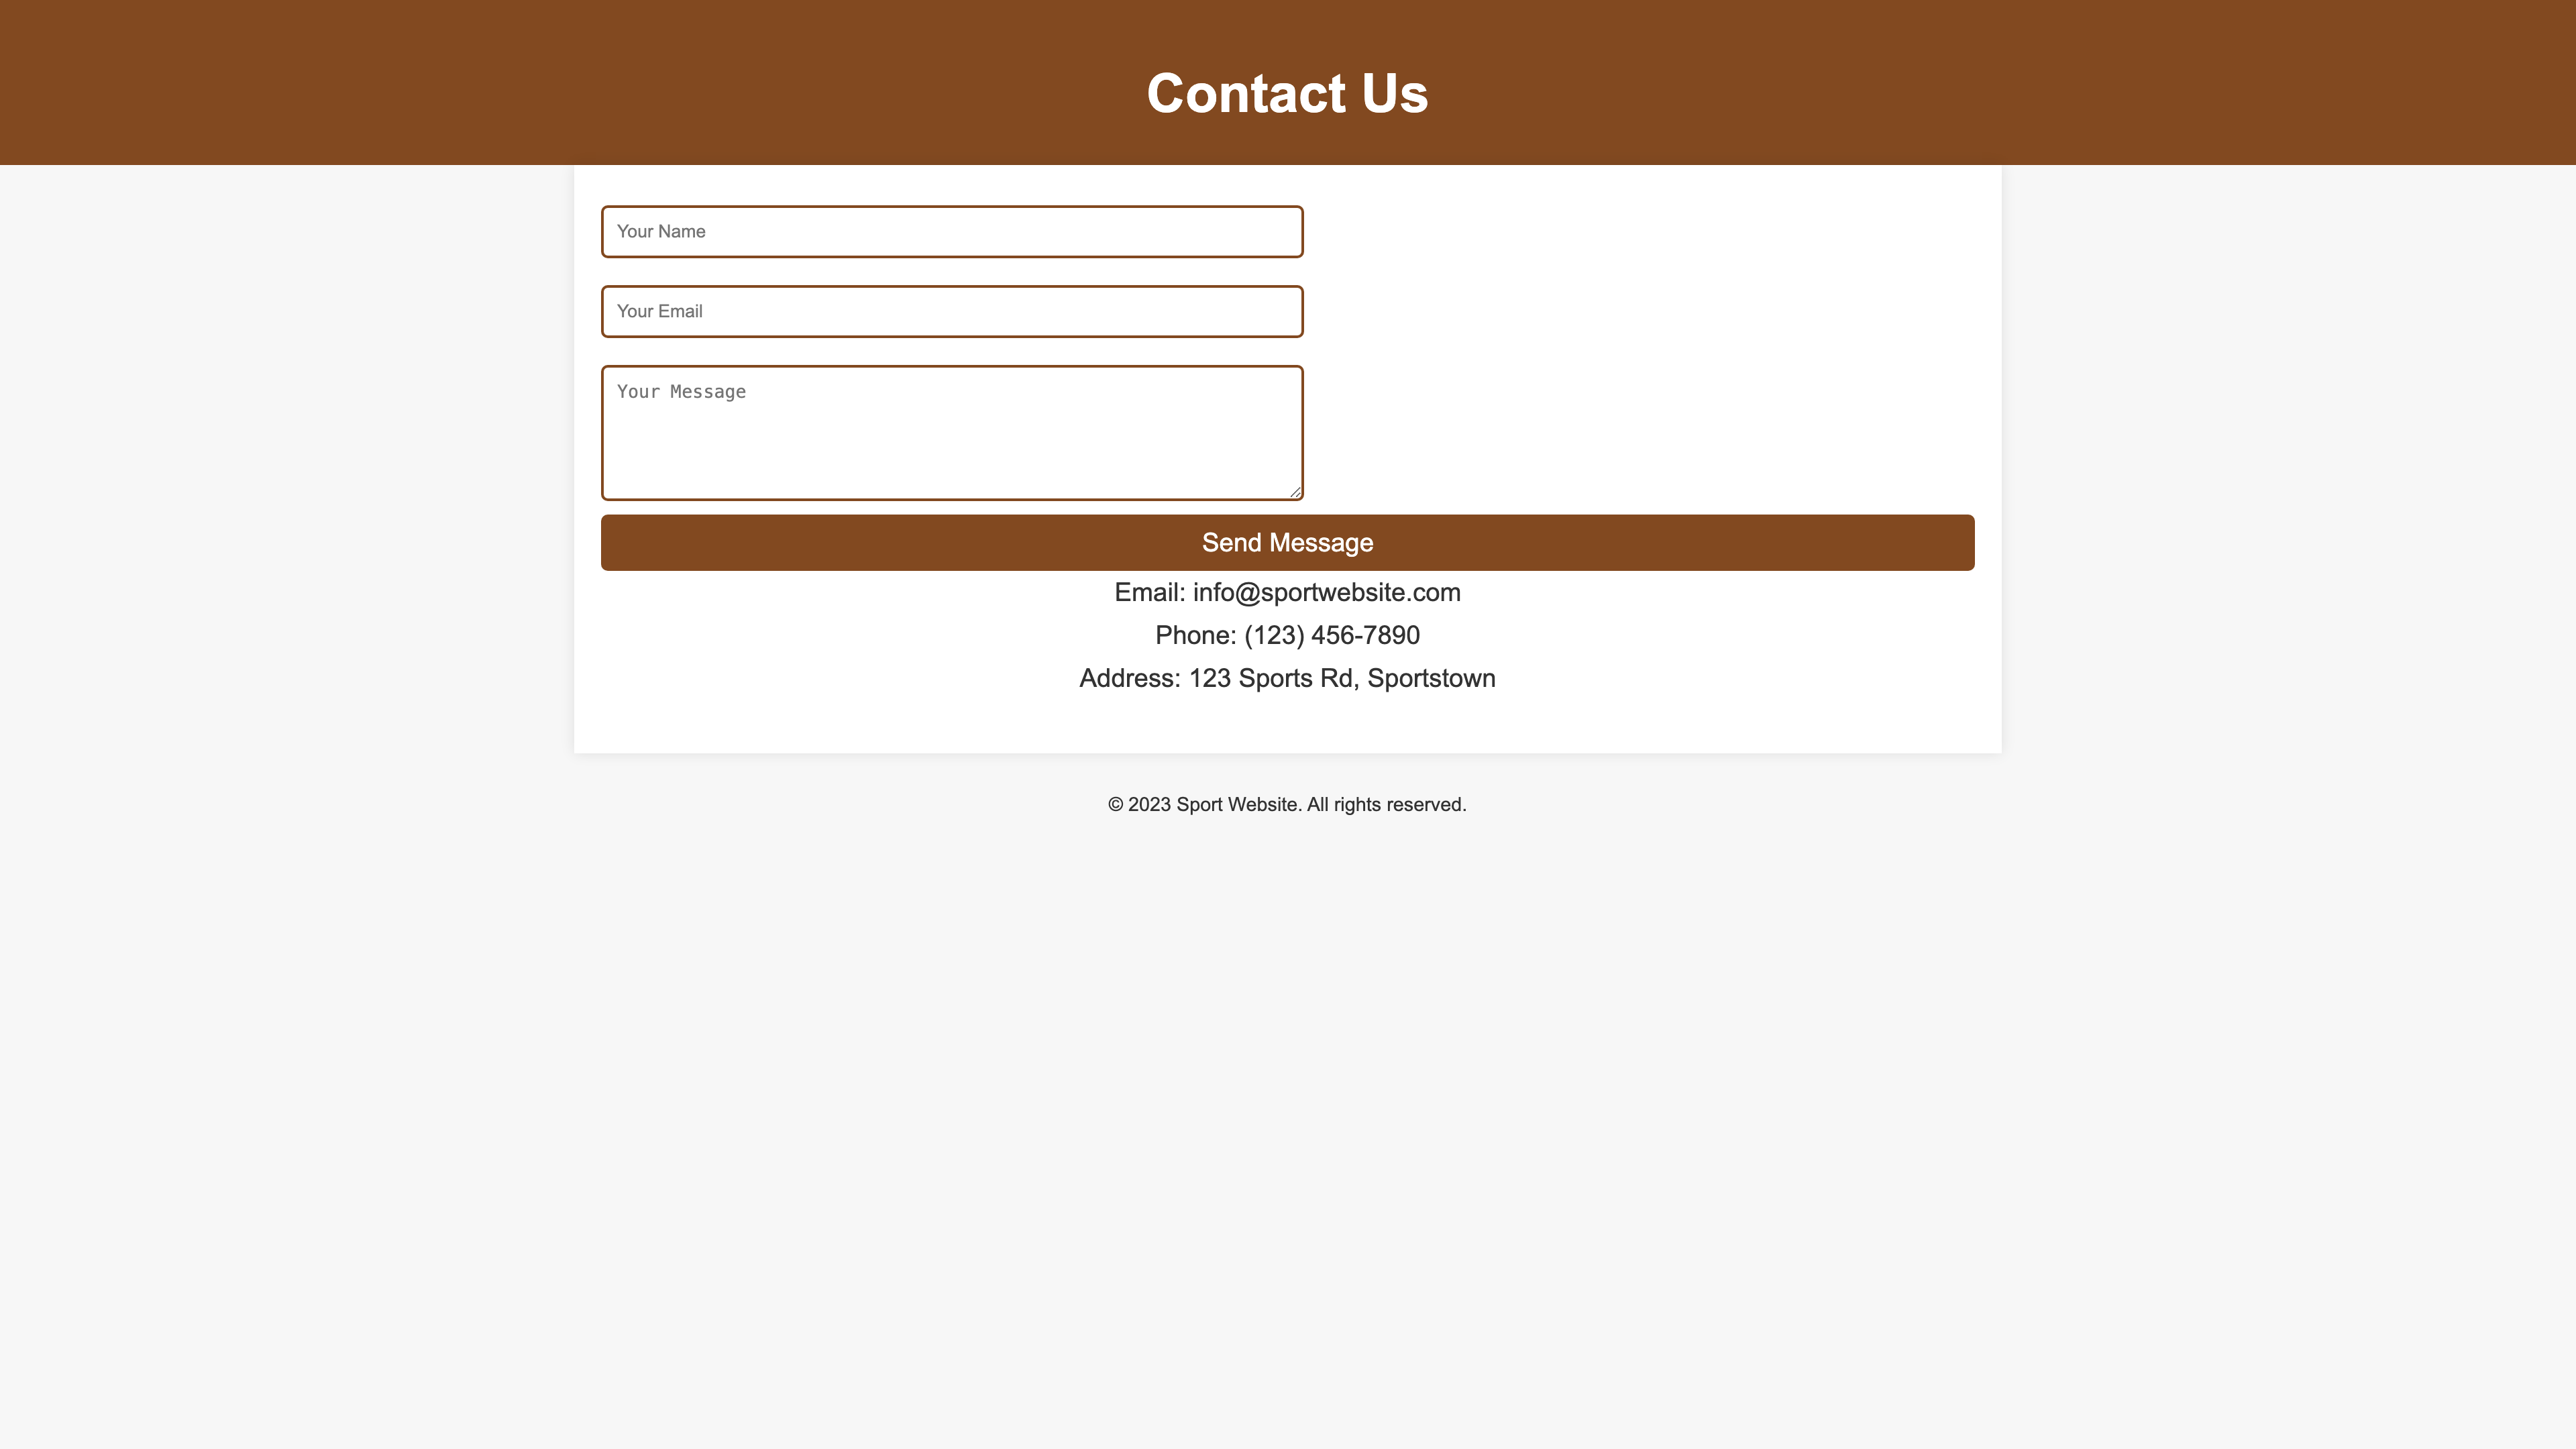 Contact Us
Your Name
Your Email
Your Message
Send Message
Email: info@sportwebsite.com
Phone: (123) 456-7890
Address: 123 Sports Rd, Sportstown
© 2023 Sport Website. All rights reserved.